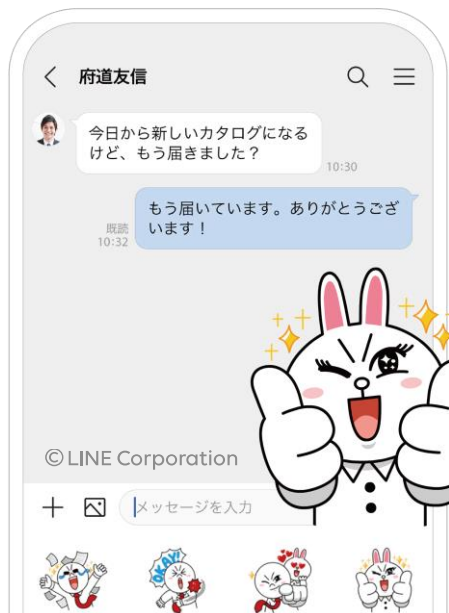 府道友信
今日から新しいカタログになる
けど、もう届きました？
10:30
もう届いています。ありがとうござ
います！
既読
10:32
© LINE Corporation
メッセージを入力
OKAY!